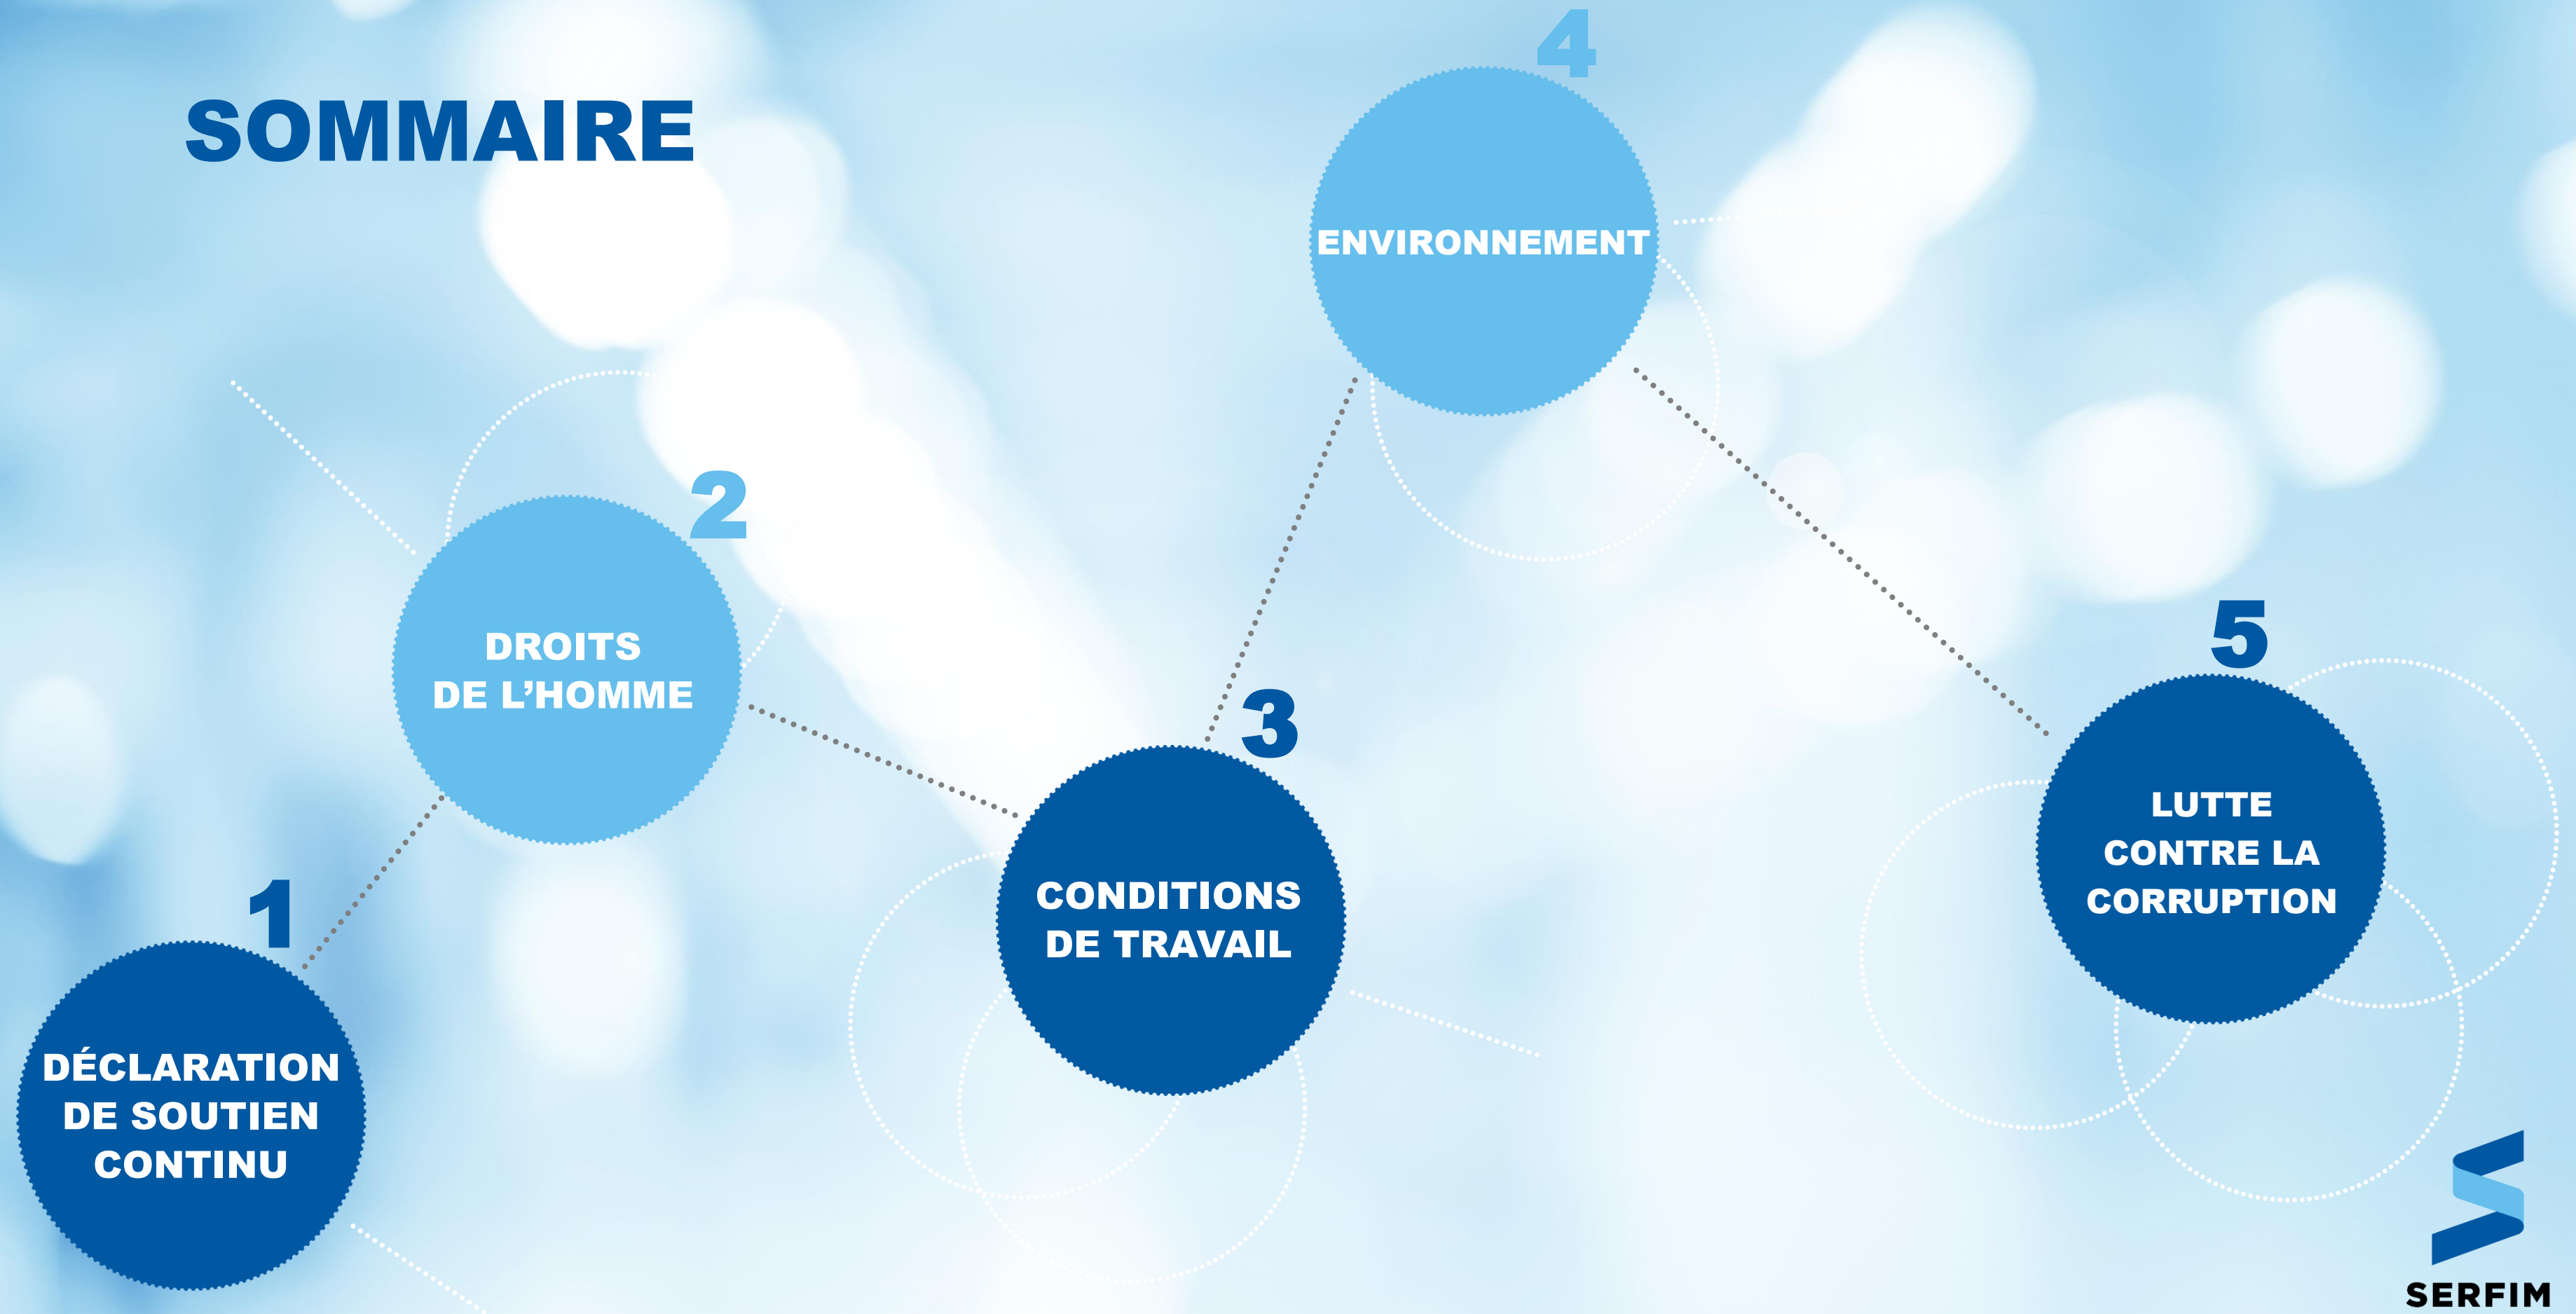 SOMMAIRE
1
DÉCLARATION
DE SOUTIEN
CONTINU
2
DROITS
DE L’HOMME
3
CONDITIONS
DE TRAVAIL
4
ENVIRONNEMENT
5
LUTTE
CONTRE LA
CORRUPTION
SERFIM